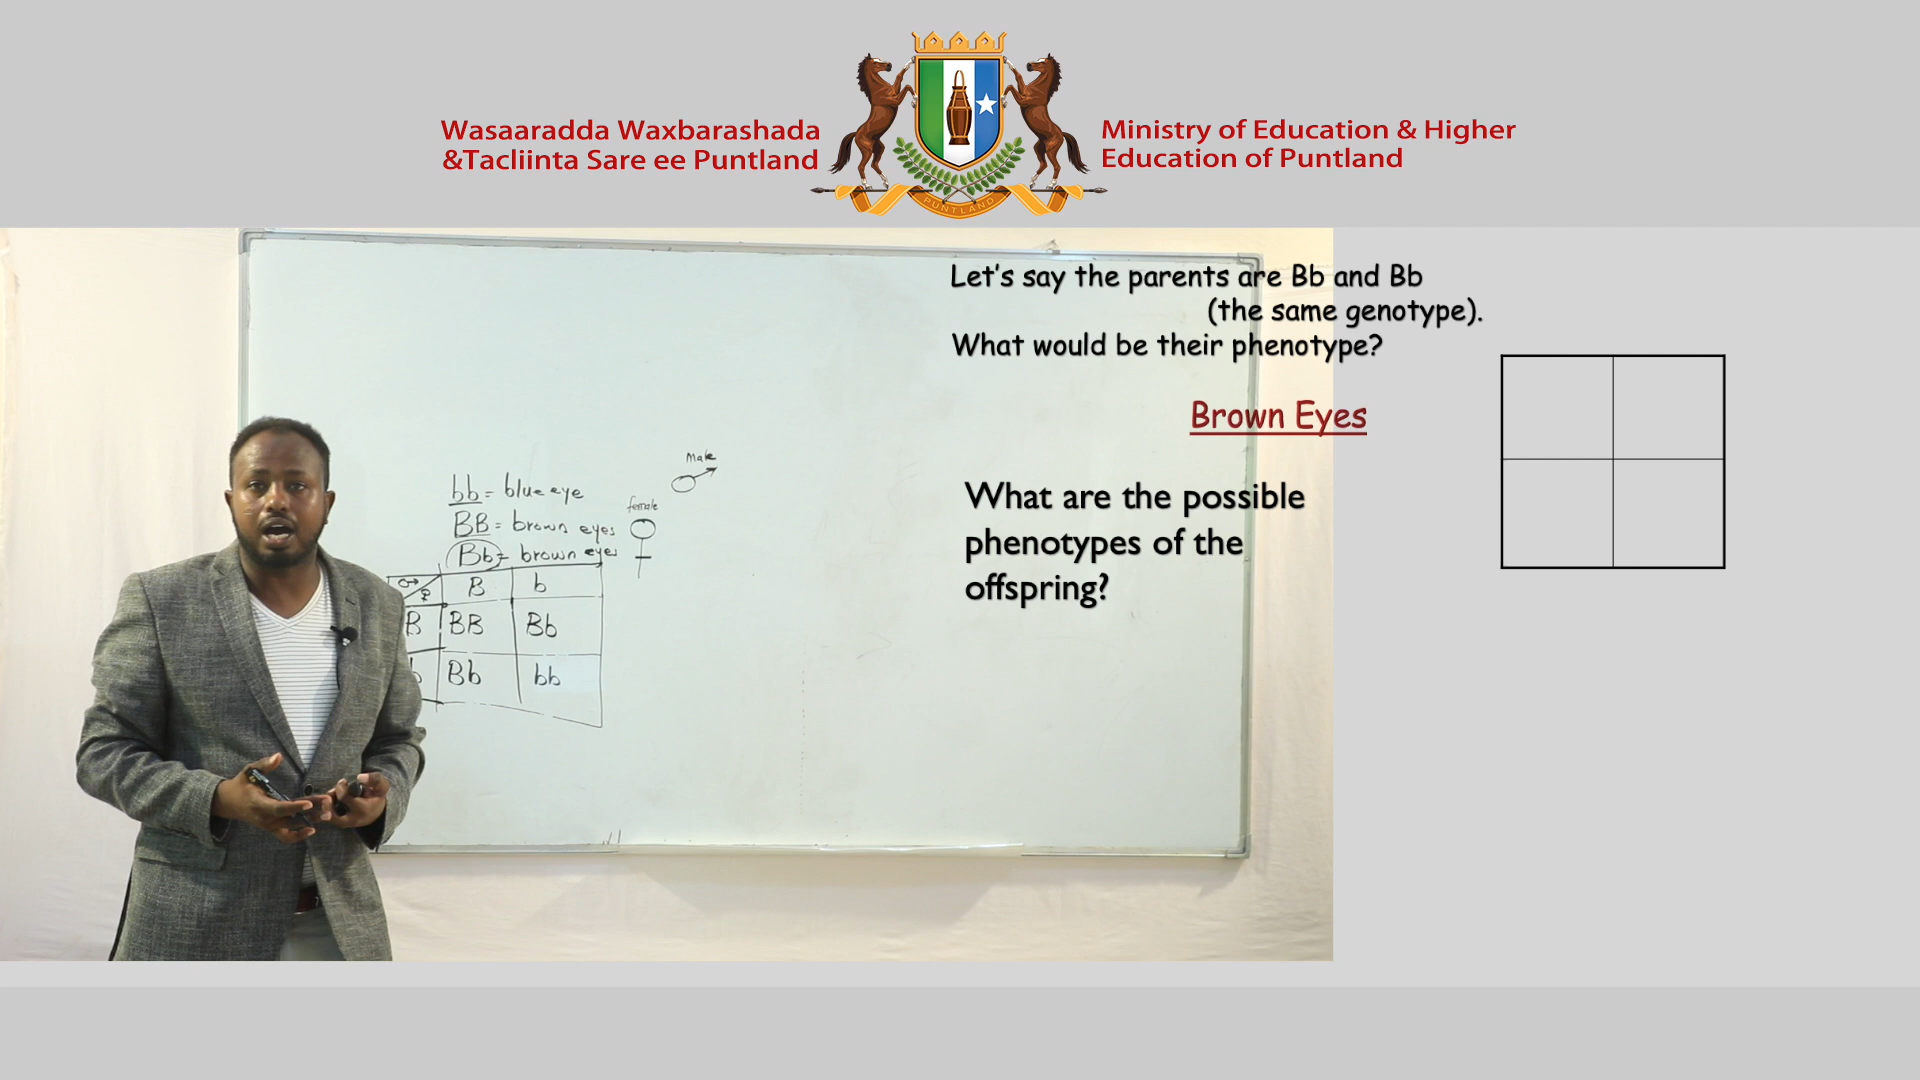 Wasaaradda Waxbarashada
&Tacliinta Sare ee Puntland
Ministry of Education & Higher
Education of Puntland
PUNTLAND
Let's say the parents are Bb and Bb
(the same genotype).
What would be their phenotype?
Brown Eyes
What are the possible
phenotypes of the
offspring?
Male
female
bb = blue eye
BB = brown eyes
Bb = brown eyes
♂ ♀ B b
B BB Bb
b Bb bb